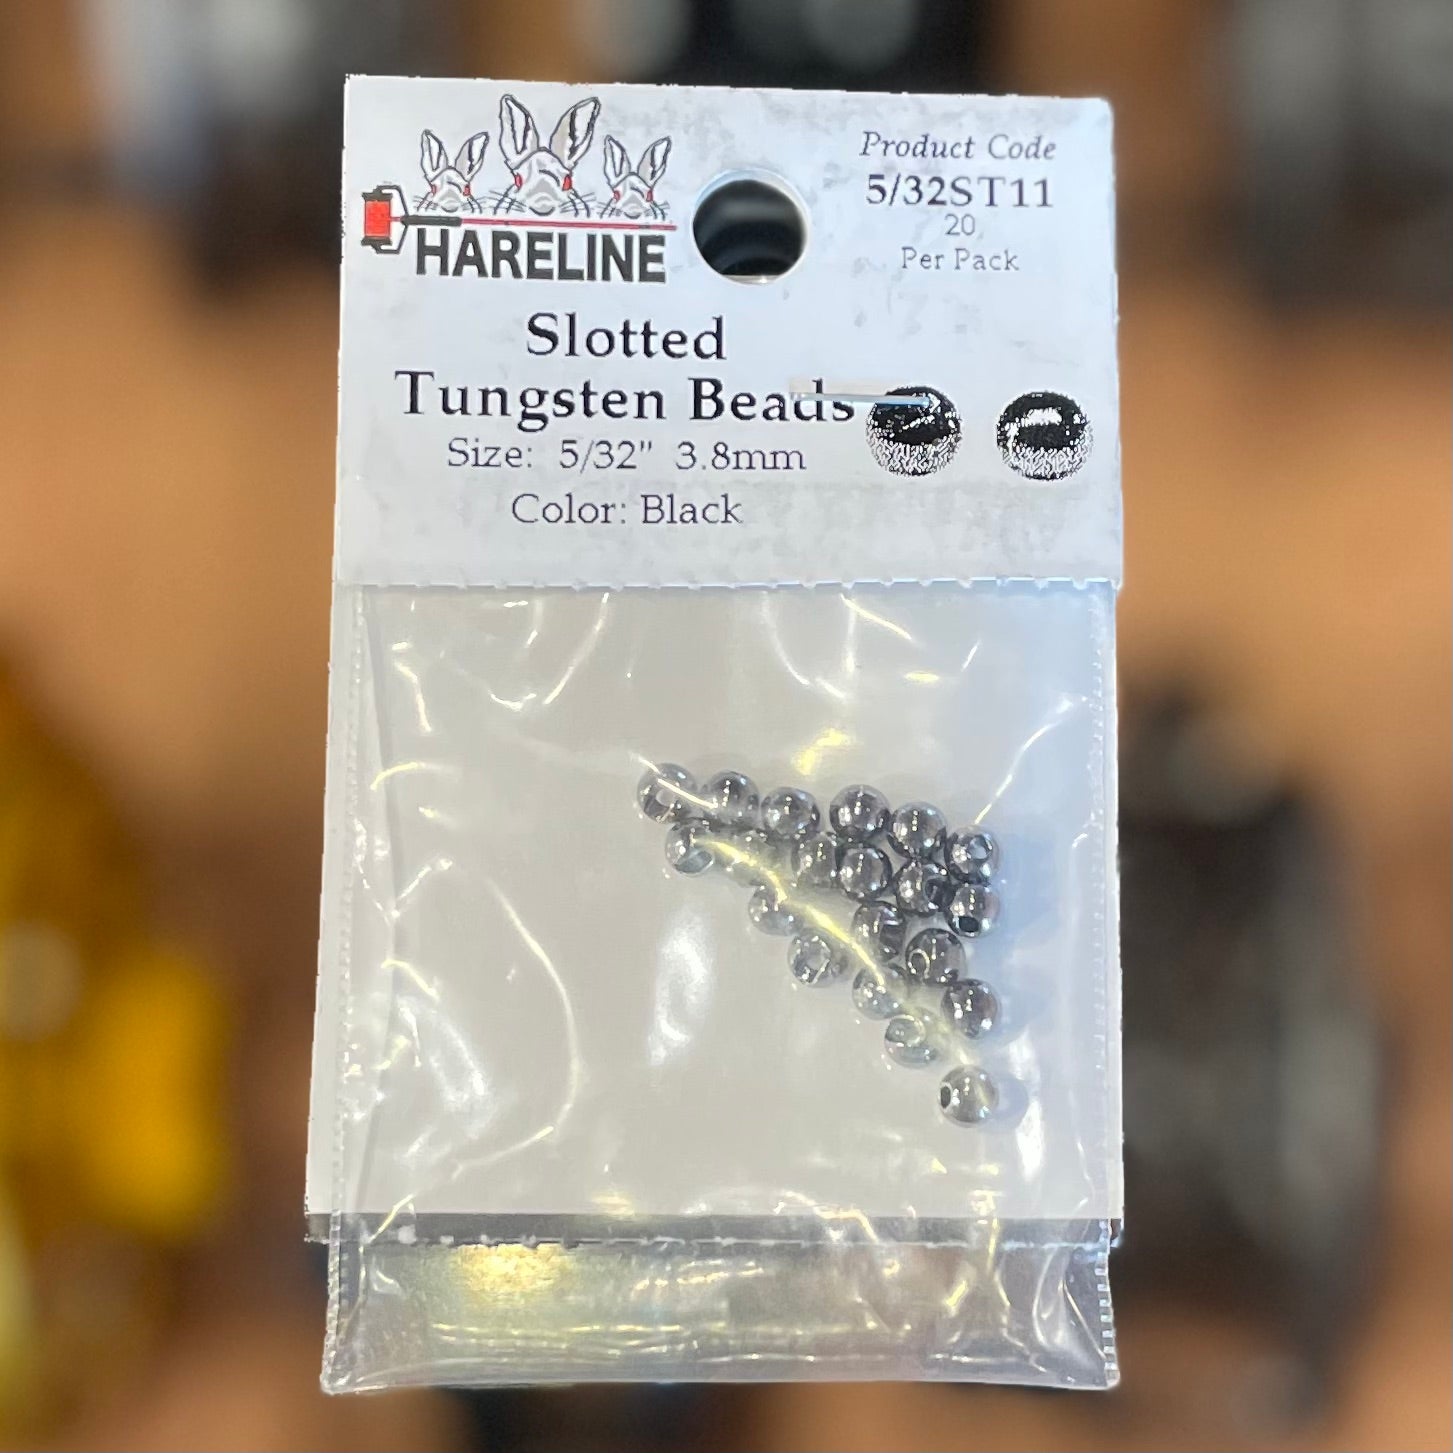 HARELINE
Product Code
5/32ST11
20
Per Pack
Slotted
Tungsten Beads
Size: 5/32" 3.8mm
Color: Black